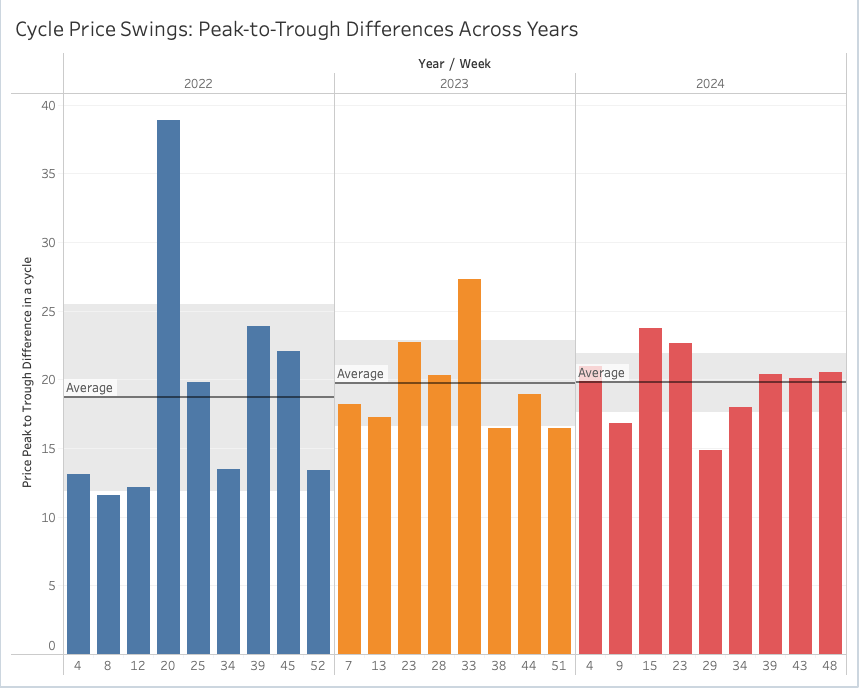 Cycle Price Swings: Peak-to-Trough Differences Across Years
Year / Week
2022 2023 2024
Price Peak to Trough Difference in a cycle
40
35
30
25
20
15
10
5
0
Average Average Average
4 8 12 20 25 34 39 45 52 7 13 23 28 33 38 44 51 4 9 15 23 29 34 39 43 48